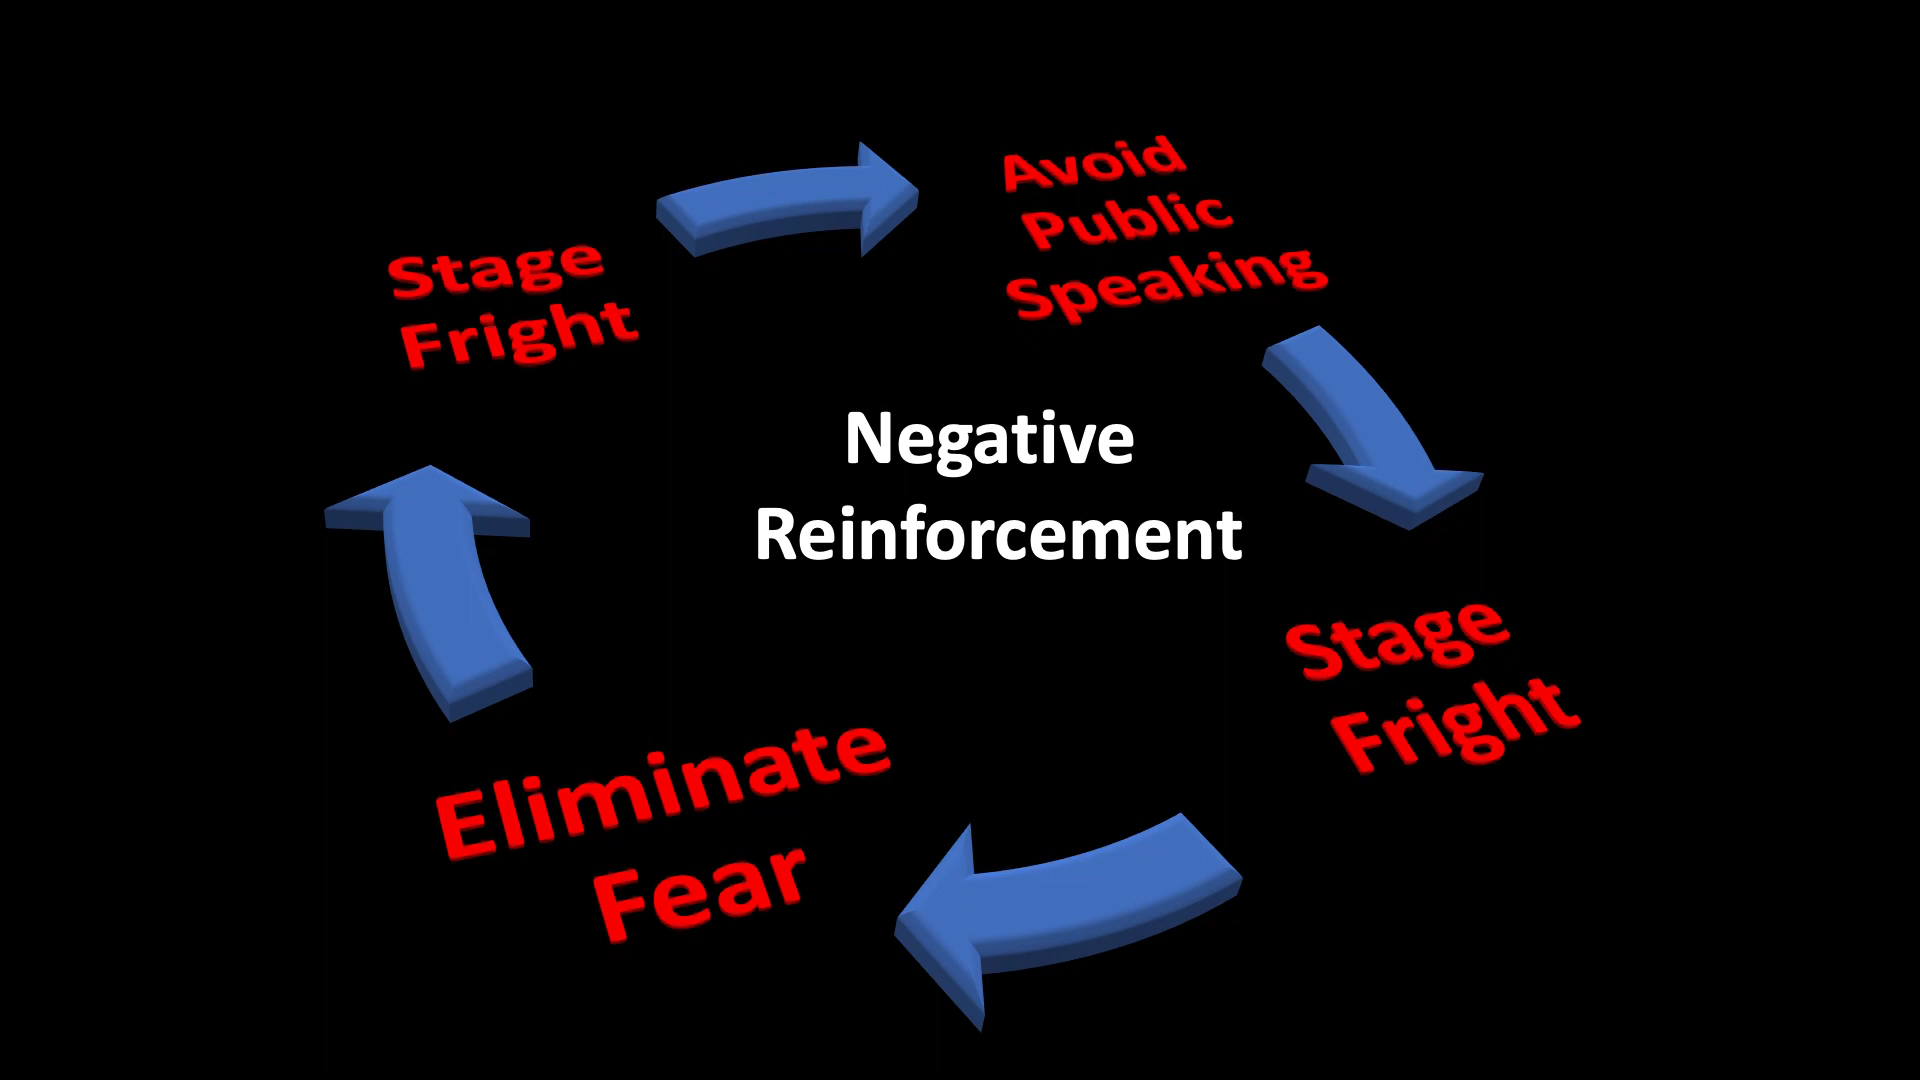 Stage
Fright
Avoid
Public
Speaking
Negative
Reinforcement
Stage
Fright
Eliminate
Fear